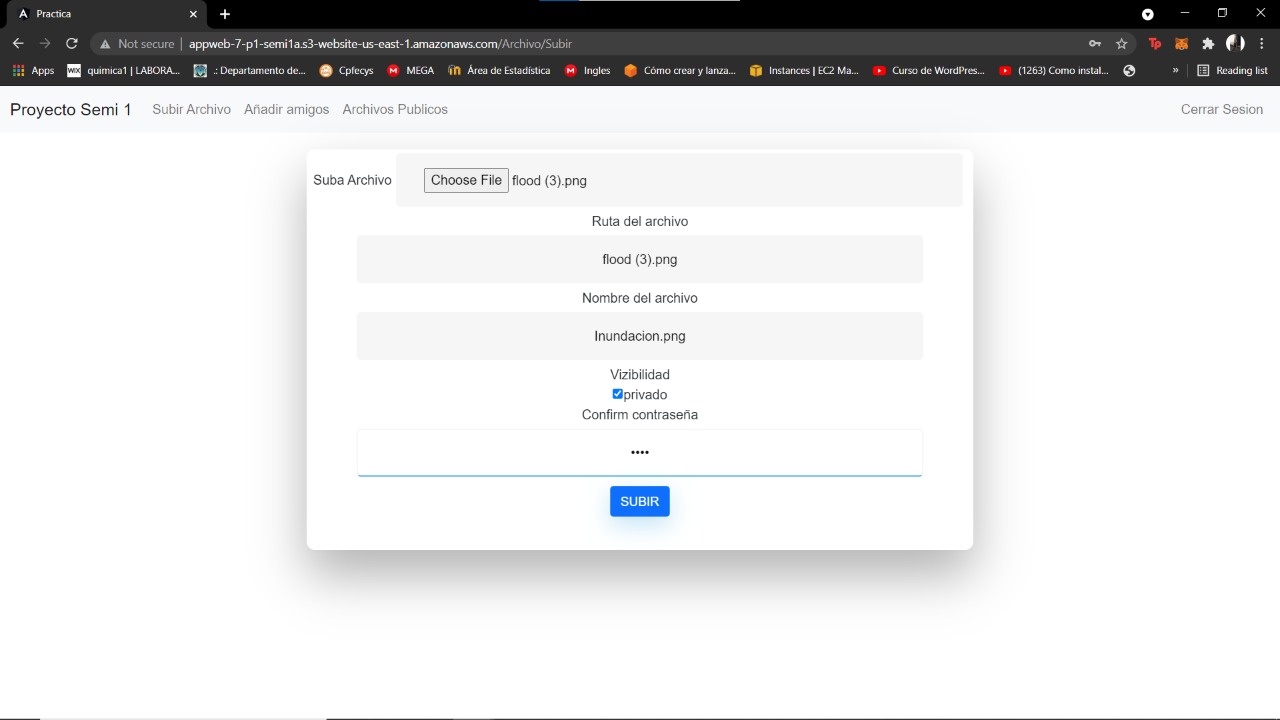 Practica
Not secure | appweb-7-p1-semi1a.s3-website-us-east-1.amazonaws.com/Archivo/Subir
Apps WIX quimica1 | LABORA... .: Departamento de... Cpfecys MEGA Área de Estadística Ingles Cómo crear y lanza... Instances | EC2 Ma... Curso de WordPres... (1263) Como instal... » Reading list
Proyecto Semi 1 Subir Archivo Añadir amigos Archivos Publicos Cerrar Sesion
Suba Archivo Choose File flood (3).png
Ruta del archivo
flood (3).png
Nombre del archivo
Inundacion.png
Vizibilidad
privado
Confirm contraseña
••••
SUBIR